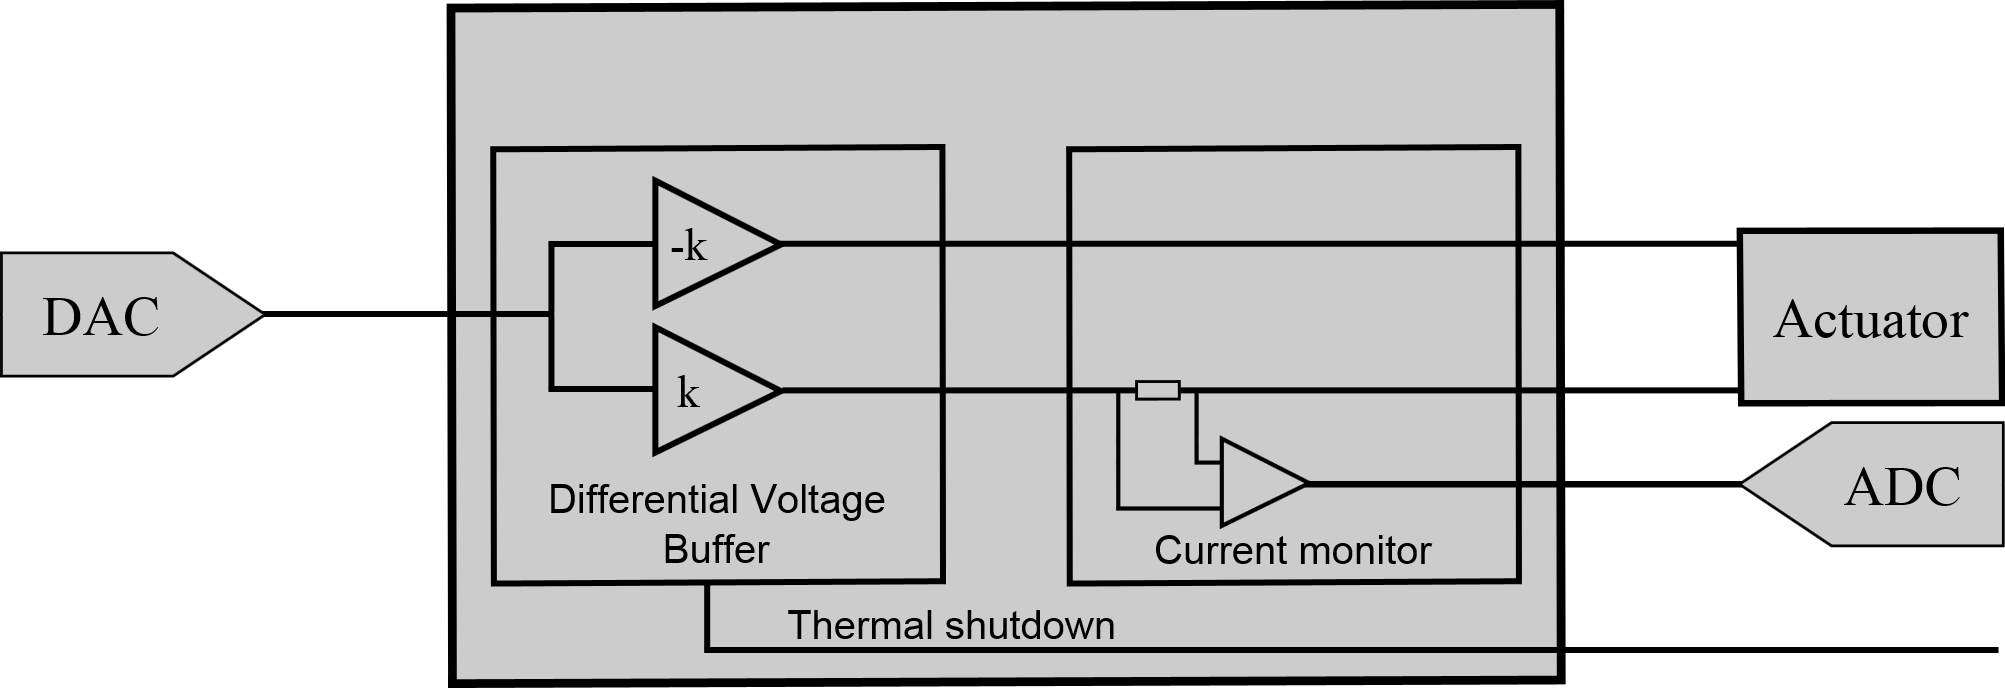 DAC
-k
k
Differential Voltage
Buffer
Current monitor
Thermal shutdown
Actuator
ADC